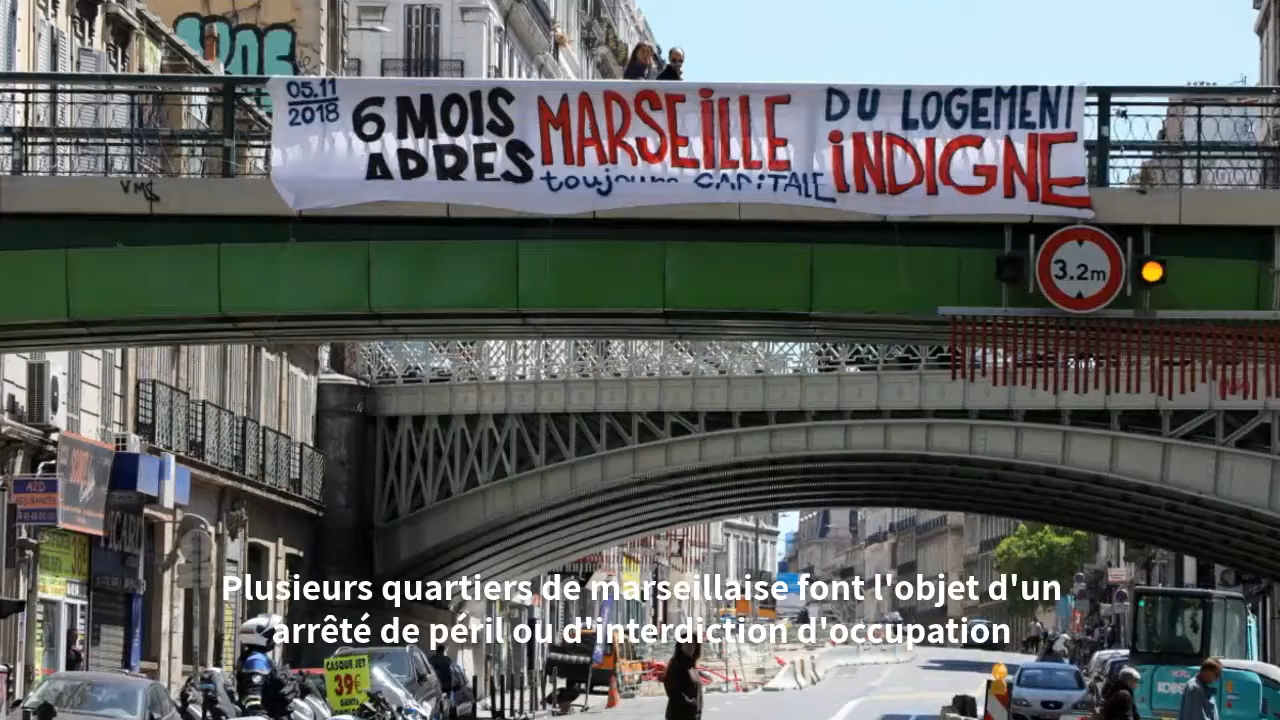 05.11
2018
6 MOIS
APRES
MARSEiLLE
toujours CAPiTALE
DU LOGEMENT
iNDIGNE
3.2m
A2D
CASQUE JET
39€
Plusieurs quartiers de marseillaise font l'objet d'un
arrêté de péril ou d'interdiction d'occupation